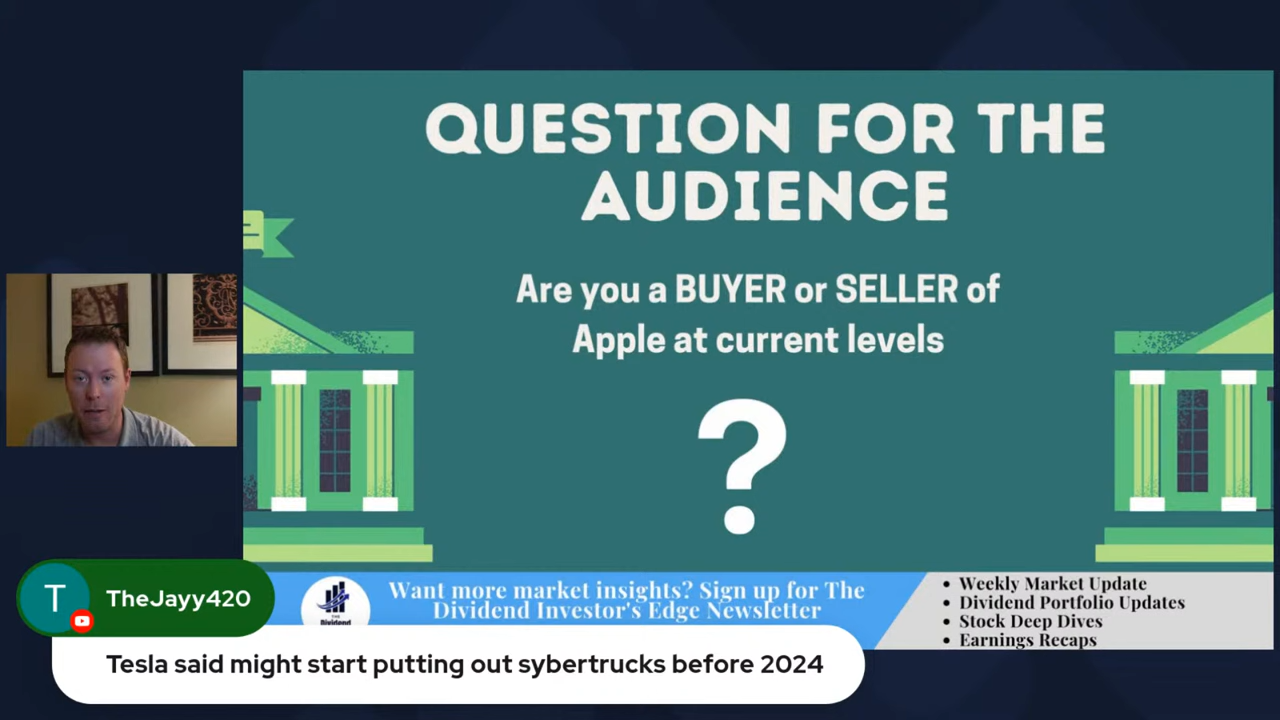 QUESTION FOR THE
AUDIENCE
Are you a BUYER or SELLER of
Apple at current levels
?
Want more market insights? Sign up for The
Dividend Investor's Edge Newsletter
• Weekly Market Update
• Dividend Portfolio Updates
• Stock Deep Dives
• Earnings Recaps
THE
Dividend
T
TheJayy420
Tesla said might start putting out sybertrucks before 2024